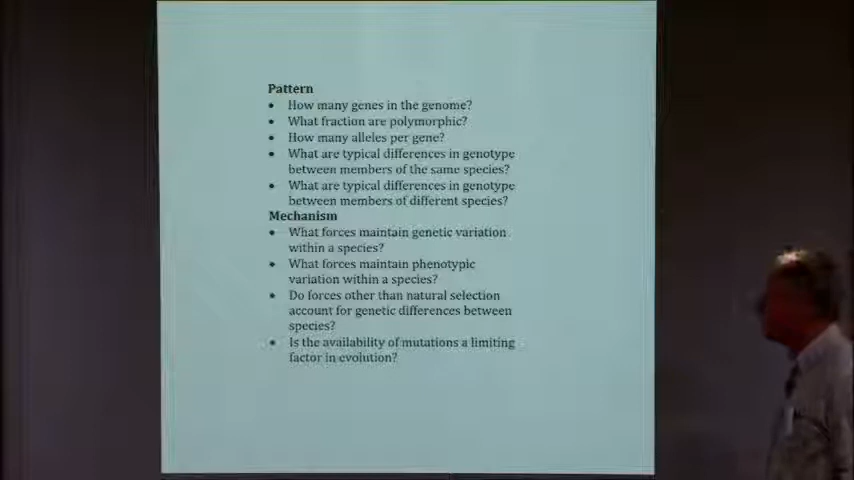 Pattern
• How many genes in the genome?
• What fraction are polymorphic?
• How many alleles per gene?
• What are typical differences in genotype
between members of the same species?
• What are typical differences in genotype
between members of different species?
Mechanism
• What forces maintain genetic variation
within a species?
• What forces maintain phenotypic
variation within a species?
• Do forces other than natural selection
account for genetic differences between
species?
• Is the availability of mutations a limiting
factor in evolution?